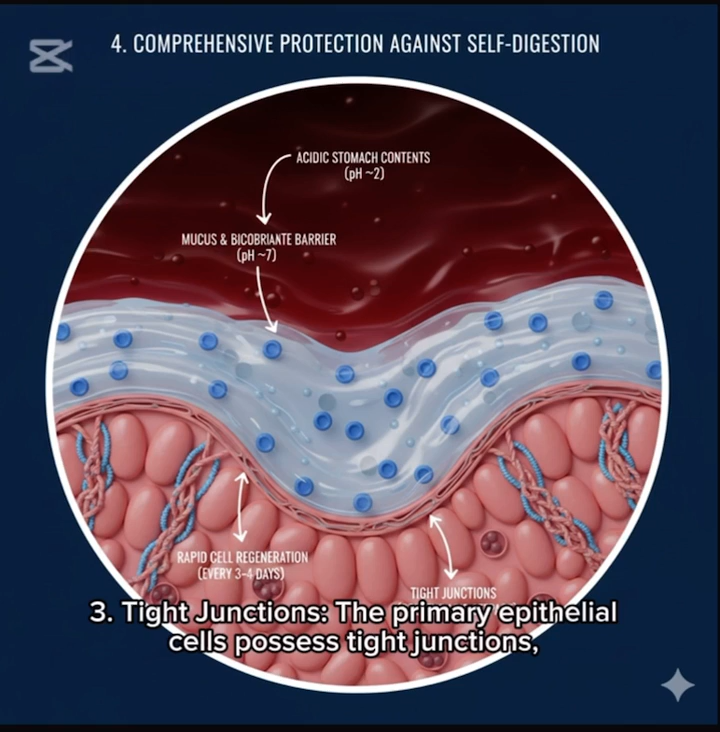 4. COMPREHENSIVE PROTECTION AGAINST SELF-DIGESTION
ACIDIC STOMACH CONTENTS
(pH ~2)
MUCUS & BICOBRIANTE BARRIER
(pH ~7)
RAPID CELL REGENERATION
(EVERY 3-4 DAYS)
TIGHT JUNCTIONS
3. Tight Junctions: The primary epithelial
cells possess tight junctions,